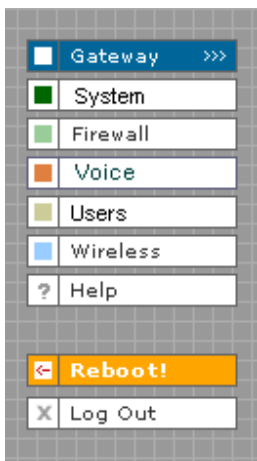 Gateway >>>
System
Firewall
Voice
Users
Wireless
? Help
Reboot!
X Log Out